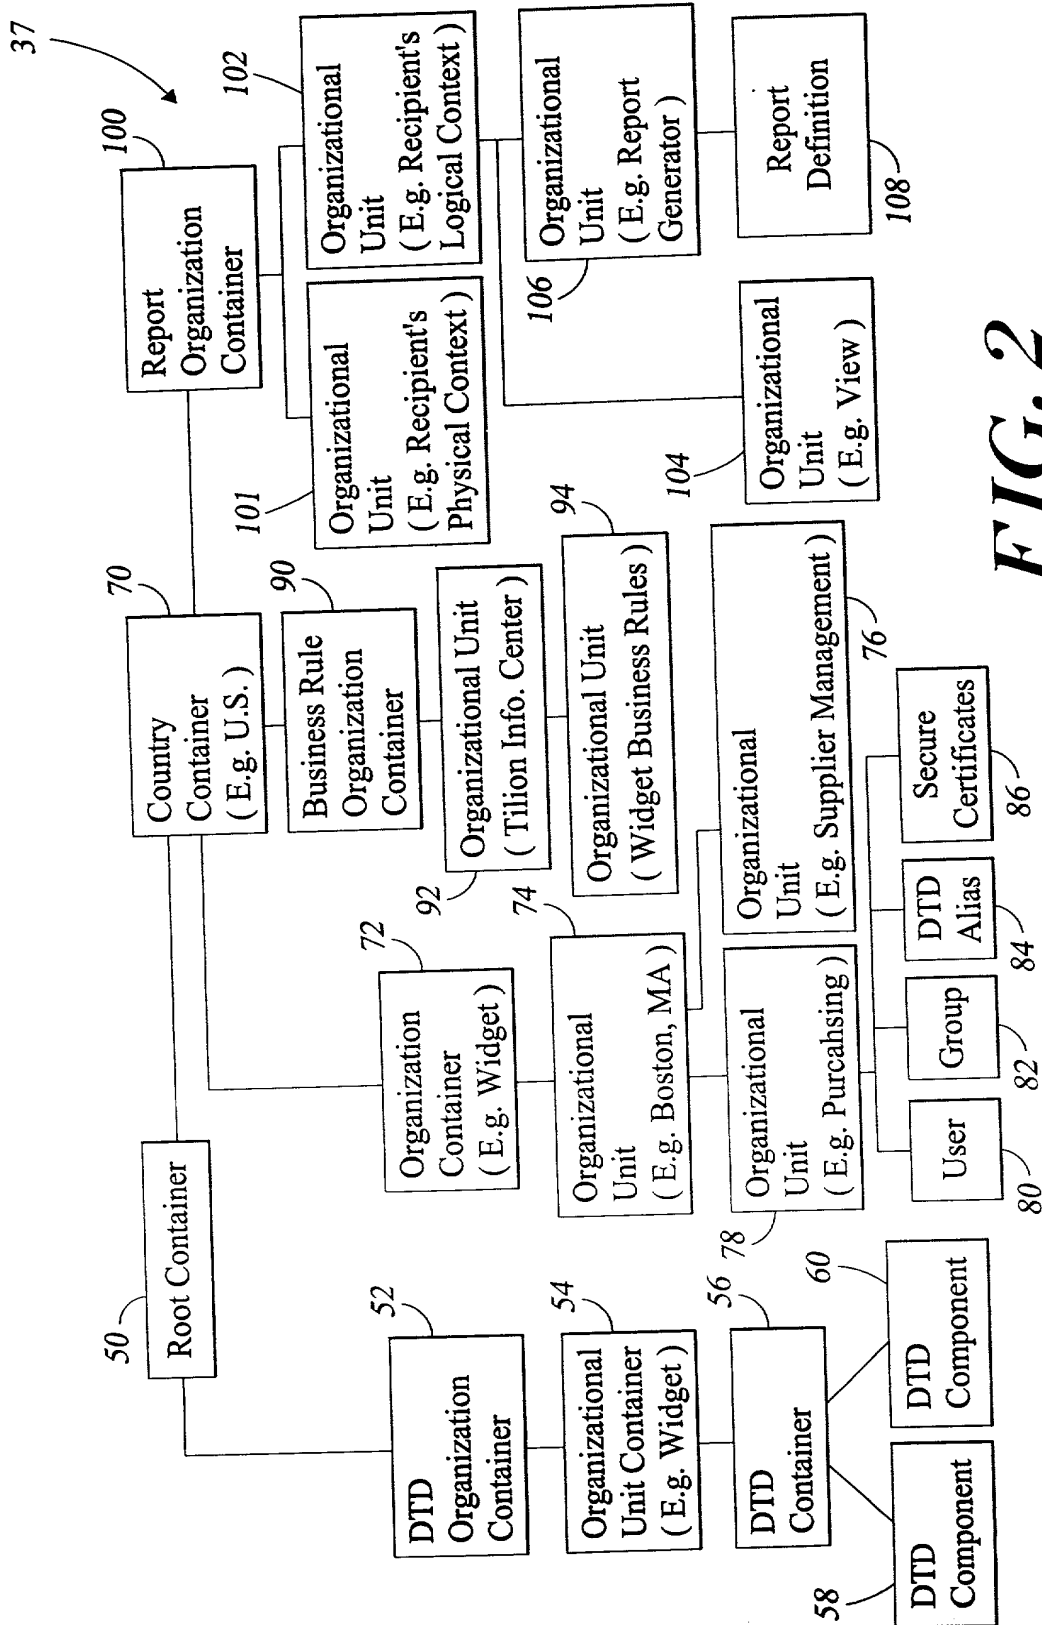 37
50
Root Container
52
DTD
Organization
Container
54
Organizational
Unit Container
(E.g. Widget)
56
DTD
Container
58
DTD
Component
60
DTD
Component
70
Country
Container
(E.g. U.S.)
72
Organization
Container
(E.g. Widget)
74
Organizational
Unit
(E.g. Boston, MA)
76
Organizational
Unit
(E.g. Supplier Management)
78
Organizational
Unit
(E.g. Purcahsing)
80
User
82
Group
84
DTD
Alias
86
Secure
Certificates
90
Business Rule
Organization
Container
92
Organizational Unit
(Tilion Info. Center)
94
Organizational Unit
(Widget Business Rules)
100
Report
Organization
Container
101
Organizational
Unit
(E.g. Recipient's
Physical Context)
102
Organizational
Unit
(E.g. Recipient's
Logical Context)
104
Organizational
Unit
(E.g. View)
106
Organizational
Unit
(E.g. Report
Generator)
108
Report
Definition
FIG. 2